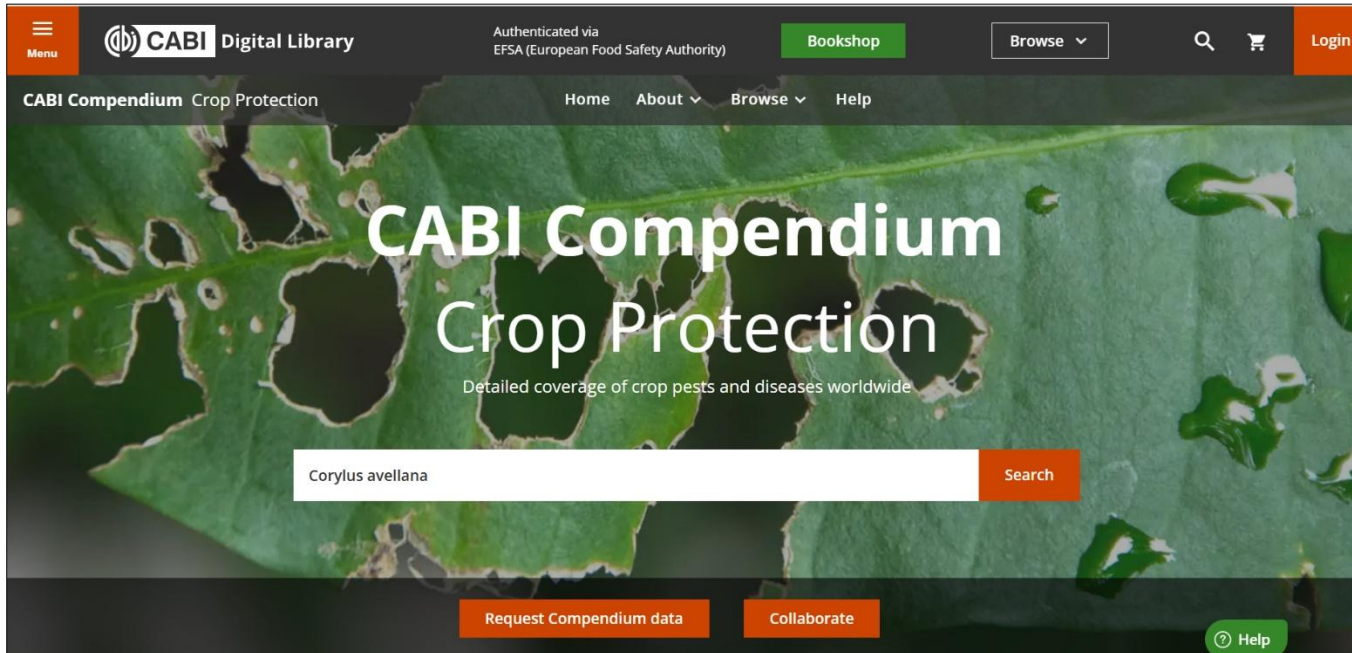 Menu
CABI Digital Library
Authenticated via
EFSA (European Food Safety Authority)
Bookshop
Browse
Login
CABI Compendium Crop Protection
Home About Browse Help
CABI Compendium
Crop Protection
Detailed coverage of crop pests and diseases worldwide
Corylus avellana
Search
Request Compendium data
Collaborate
Help